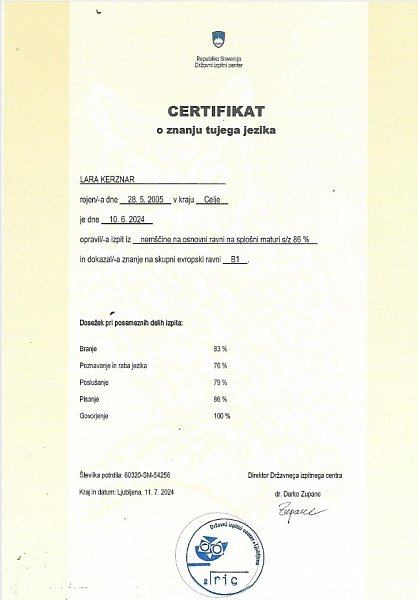 Republika Slovenija
Državni izpitni center
CERTIFIKAT
o znanju tujega jezika
LARA KERZNAR
rojen/-a dne 28. 5. 2005 v kraju Celje
je dne 10. 6. 2024
opravil/-a izpit iz nemščine na osnovni ravni na splošni maturi s/z 86 %
in dokazal/-a znanje na skupni evropski ravni B1 .
Dosežek pri posameznih delih izpita:
Branje 83 %
Poznavanje in raba jezika 76 %
Poslušanje 79 %
Pisanje 86 %
Govorjenje 100 %
Številka potrdila: 60320-SM-54256
Direktor Državnega izpitnega centra
Kraj in datum: Ljubljana, 11. 7. 2024
dr. Darko Zupanc
Zupanc
Državni izpitni center • Ljubljana
2 ric